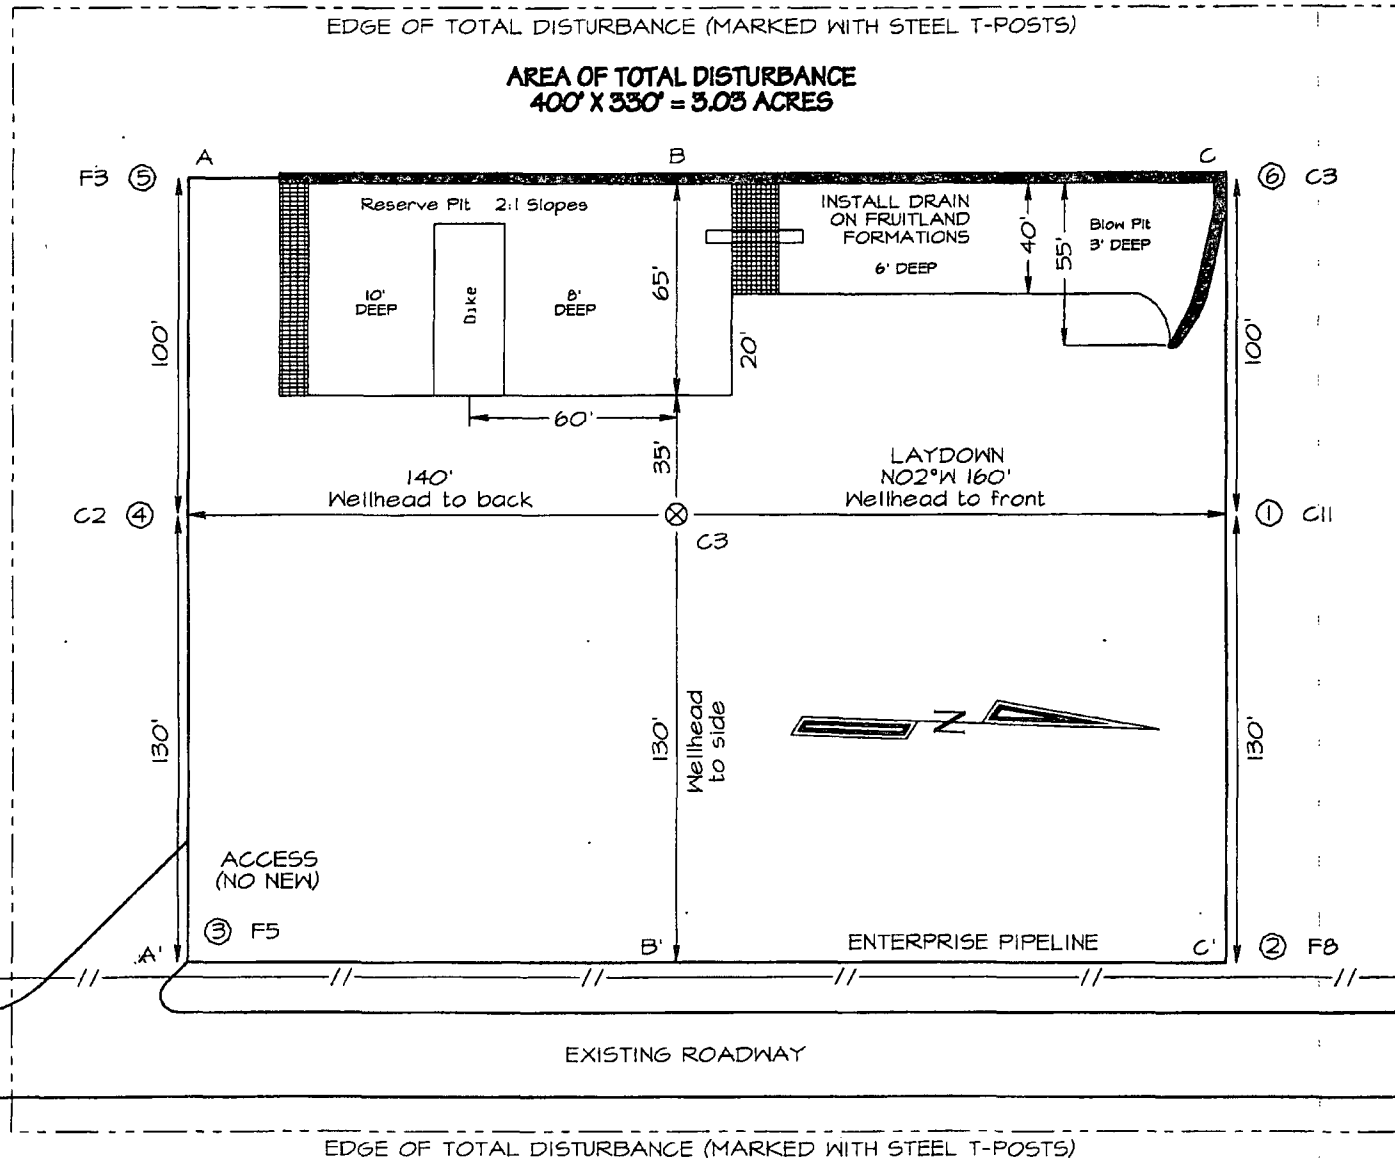 EDGE OF TOTAL DISTURBANCE (MARKED WITH STEEL T-POSTS)
AREA OF TOTAL DISTURBANCE
400' X 330' = 3.03 ACRES
A
B
C
F3 ⑤
⑥ C3
Reserve Pit 2:1 Slopes
INSTALL DRAIN
ON FRUITLAND
FORMATIONS
6' DEEP
40'
55'
Blow Pit
3' DEEP
10'
DEEP
Dike
8'
DEEP
65'
20'
100'
100'
60'
35'
140'
Wellhead to back
LAYDOWN
N02°W 160'
Wellhead to front
C2 ④
① C11
C3
130'
130'
Wellhead
to side
N
130'
ACCESS
(NO NEW)
③ F5
A'
B'
ENTERPRISE PIPELINE
C'
② F8
EXISTING ROADWAY
EDGE OF TOTAL DISTURBANCE (MARKED WITH STEEL T-POSTS)